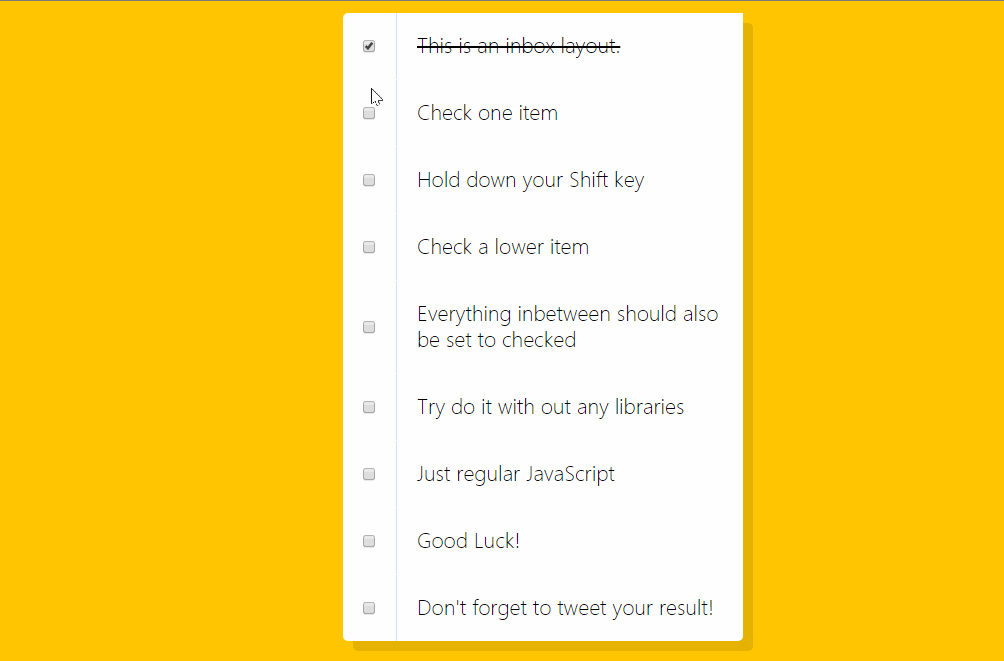 This is an inbox layout.
Check one item
Hold down your Shift key
Check a lower item
Everything inbetween should also
be set to checked
Try do it with out any libraries
Just regular JavaScript
Good Luck!
Don't forget to tweet your result!